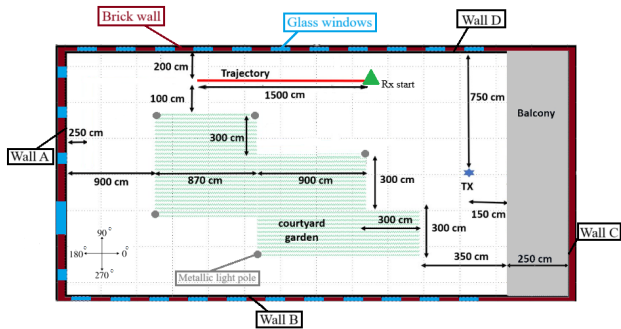 Brick wall
Glass windows
Wall D
200 cm
Trajectory
Rx start
1500 cm
100 cm
750 cm
Balcony
250 cm
300 cm
Wall A
900 cm
870 cm
900 cm
300 cm
TX
150 cm
courtyard
garden
300 cm
300 cm
Wall C
90°
180°
0°
270°
350 cm
250 cm
Metallic light pole
Wall B